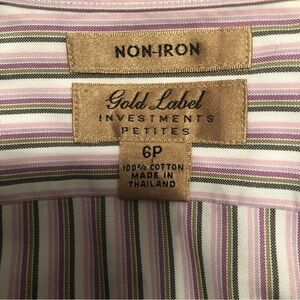 NON-IRON
Gold Label
INVESTMENTS
PETITES
6P
100% COTTON
MADE IN
THAILAND